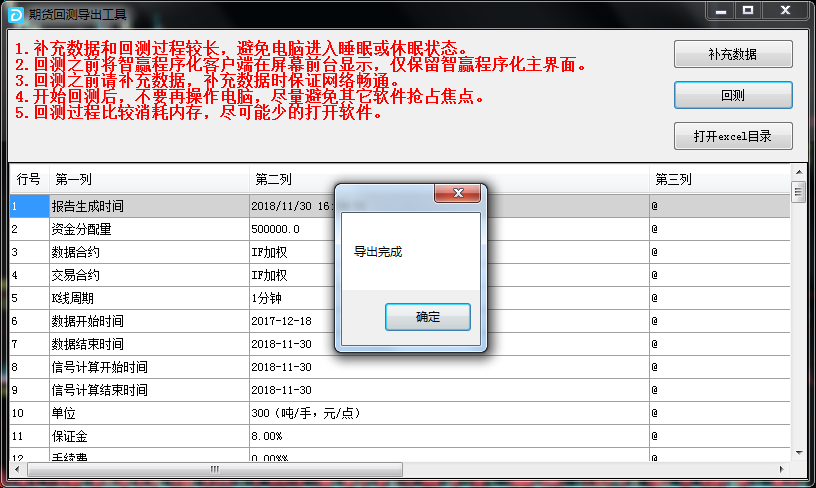 期货回测导出工具
1.补充数据和回测过程较长，避免电脑进入睡眠或休眠状态。
2.回测之前将智赢程序化客户端在屏幕前台显示，仅保留智赢程序化主界面。
3.回测之前请补充数据，补充数据时保证网络畅通。
4.开始回测后，不要再操作电脑，尽量避免其它软件抢占焦点。
5.回测过程比较消耗内存，尽可能少的打开软件。
补充数据
回测
打开excel目录
行号 第一列 第二列 第三列
1 报告生成时间 2018/11/30 16: @
2 资金分配量 500000.0 @
3 数据合约 IF加权 @
4 交易合约 IF加权 @
5 K线周期 1分钟 @
6 数据开始时间 2017-12-18 @
7 数据结束时间 2018-11-30 @
8 信号计算开始时间 2018-11-30 @
9 信号计算结束时间 2018-11-30 @
10 单位 300（吨/手，元/点） @
11 保证金 8.00% @
12 手续费 0.00%% @
导出完成
确定